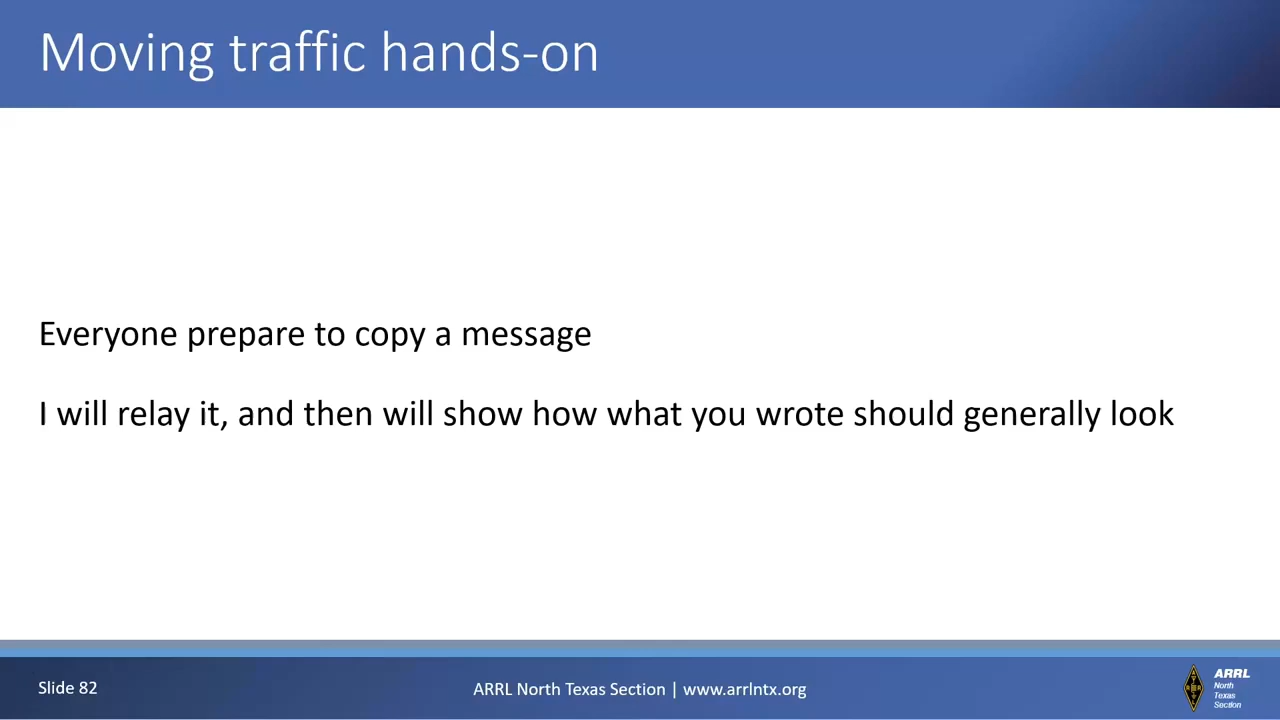 Moving traffic hands-on
Everyone prepare to copy a message
I will relay it, and then will show how what you wrote should generally look
Slide 82
ARRL North Texas Section | www.arrlntx.org
ARRL
North
Texas
Section